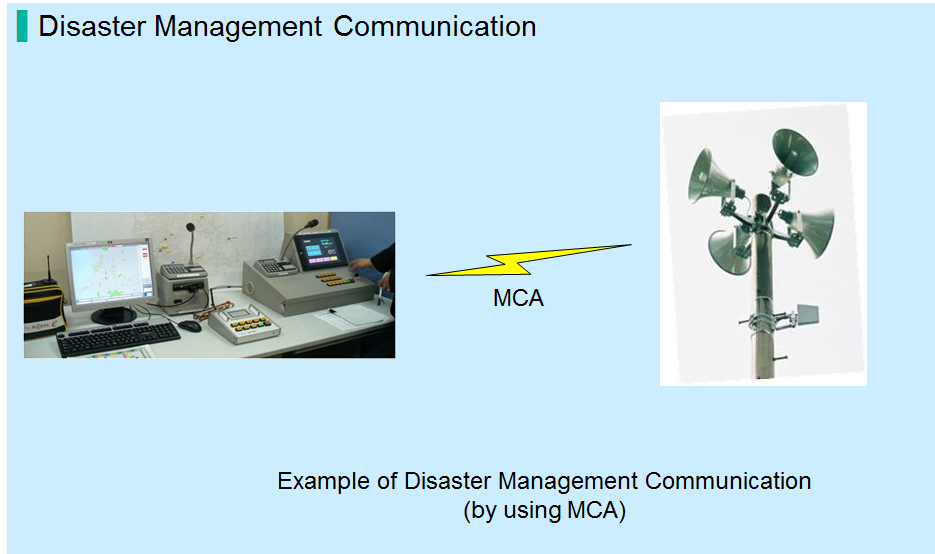 Disaster Management Communication
MCA
Example of Disaster Management Communication
(by using MCA)